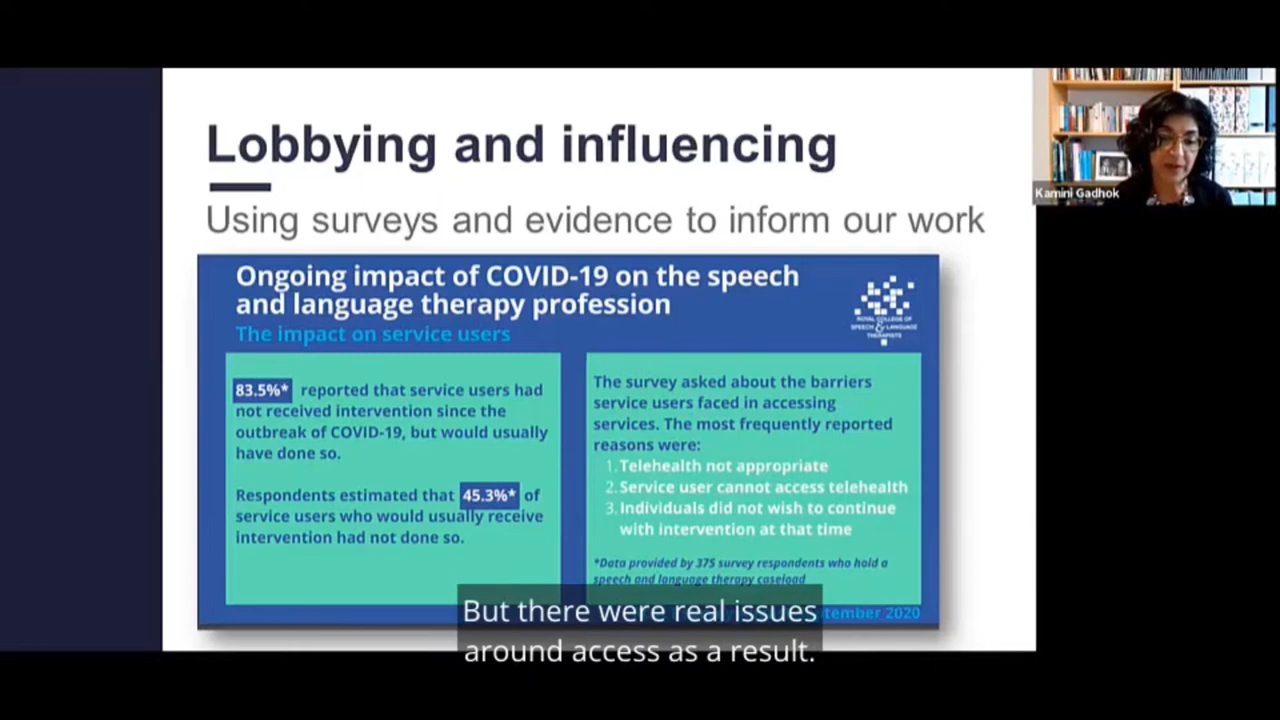 Lobbying and influencing
Using surveys and evidence to inform our work
Ongoing impact of COVID-19 on the speech
and language therapy profession
The impact on service users
ROYAL COLLEGE OF
SPEECH & LANGUAGE
THERAPISTS
83.5%* reported that service users had
not received intervention since the
outbreak of COVID-19, but would usually
have done so.
Respondents estimated that 45.3%* of
service users who would usually receive
intervention had not done so.
The survey asked about the barriers
service users faced in accessing
services. The most frequently reported
reasons were:
1. Telehealth not appropriate
2. Service user cannot access telehealth
3. Individuals did not wish to continue
with intervention at that time
*Data provided by 375 survey respondents who hold a
speech and language therapy caseload
2020
But there were real issues
around access as a result.
Kamini Gadhok